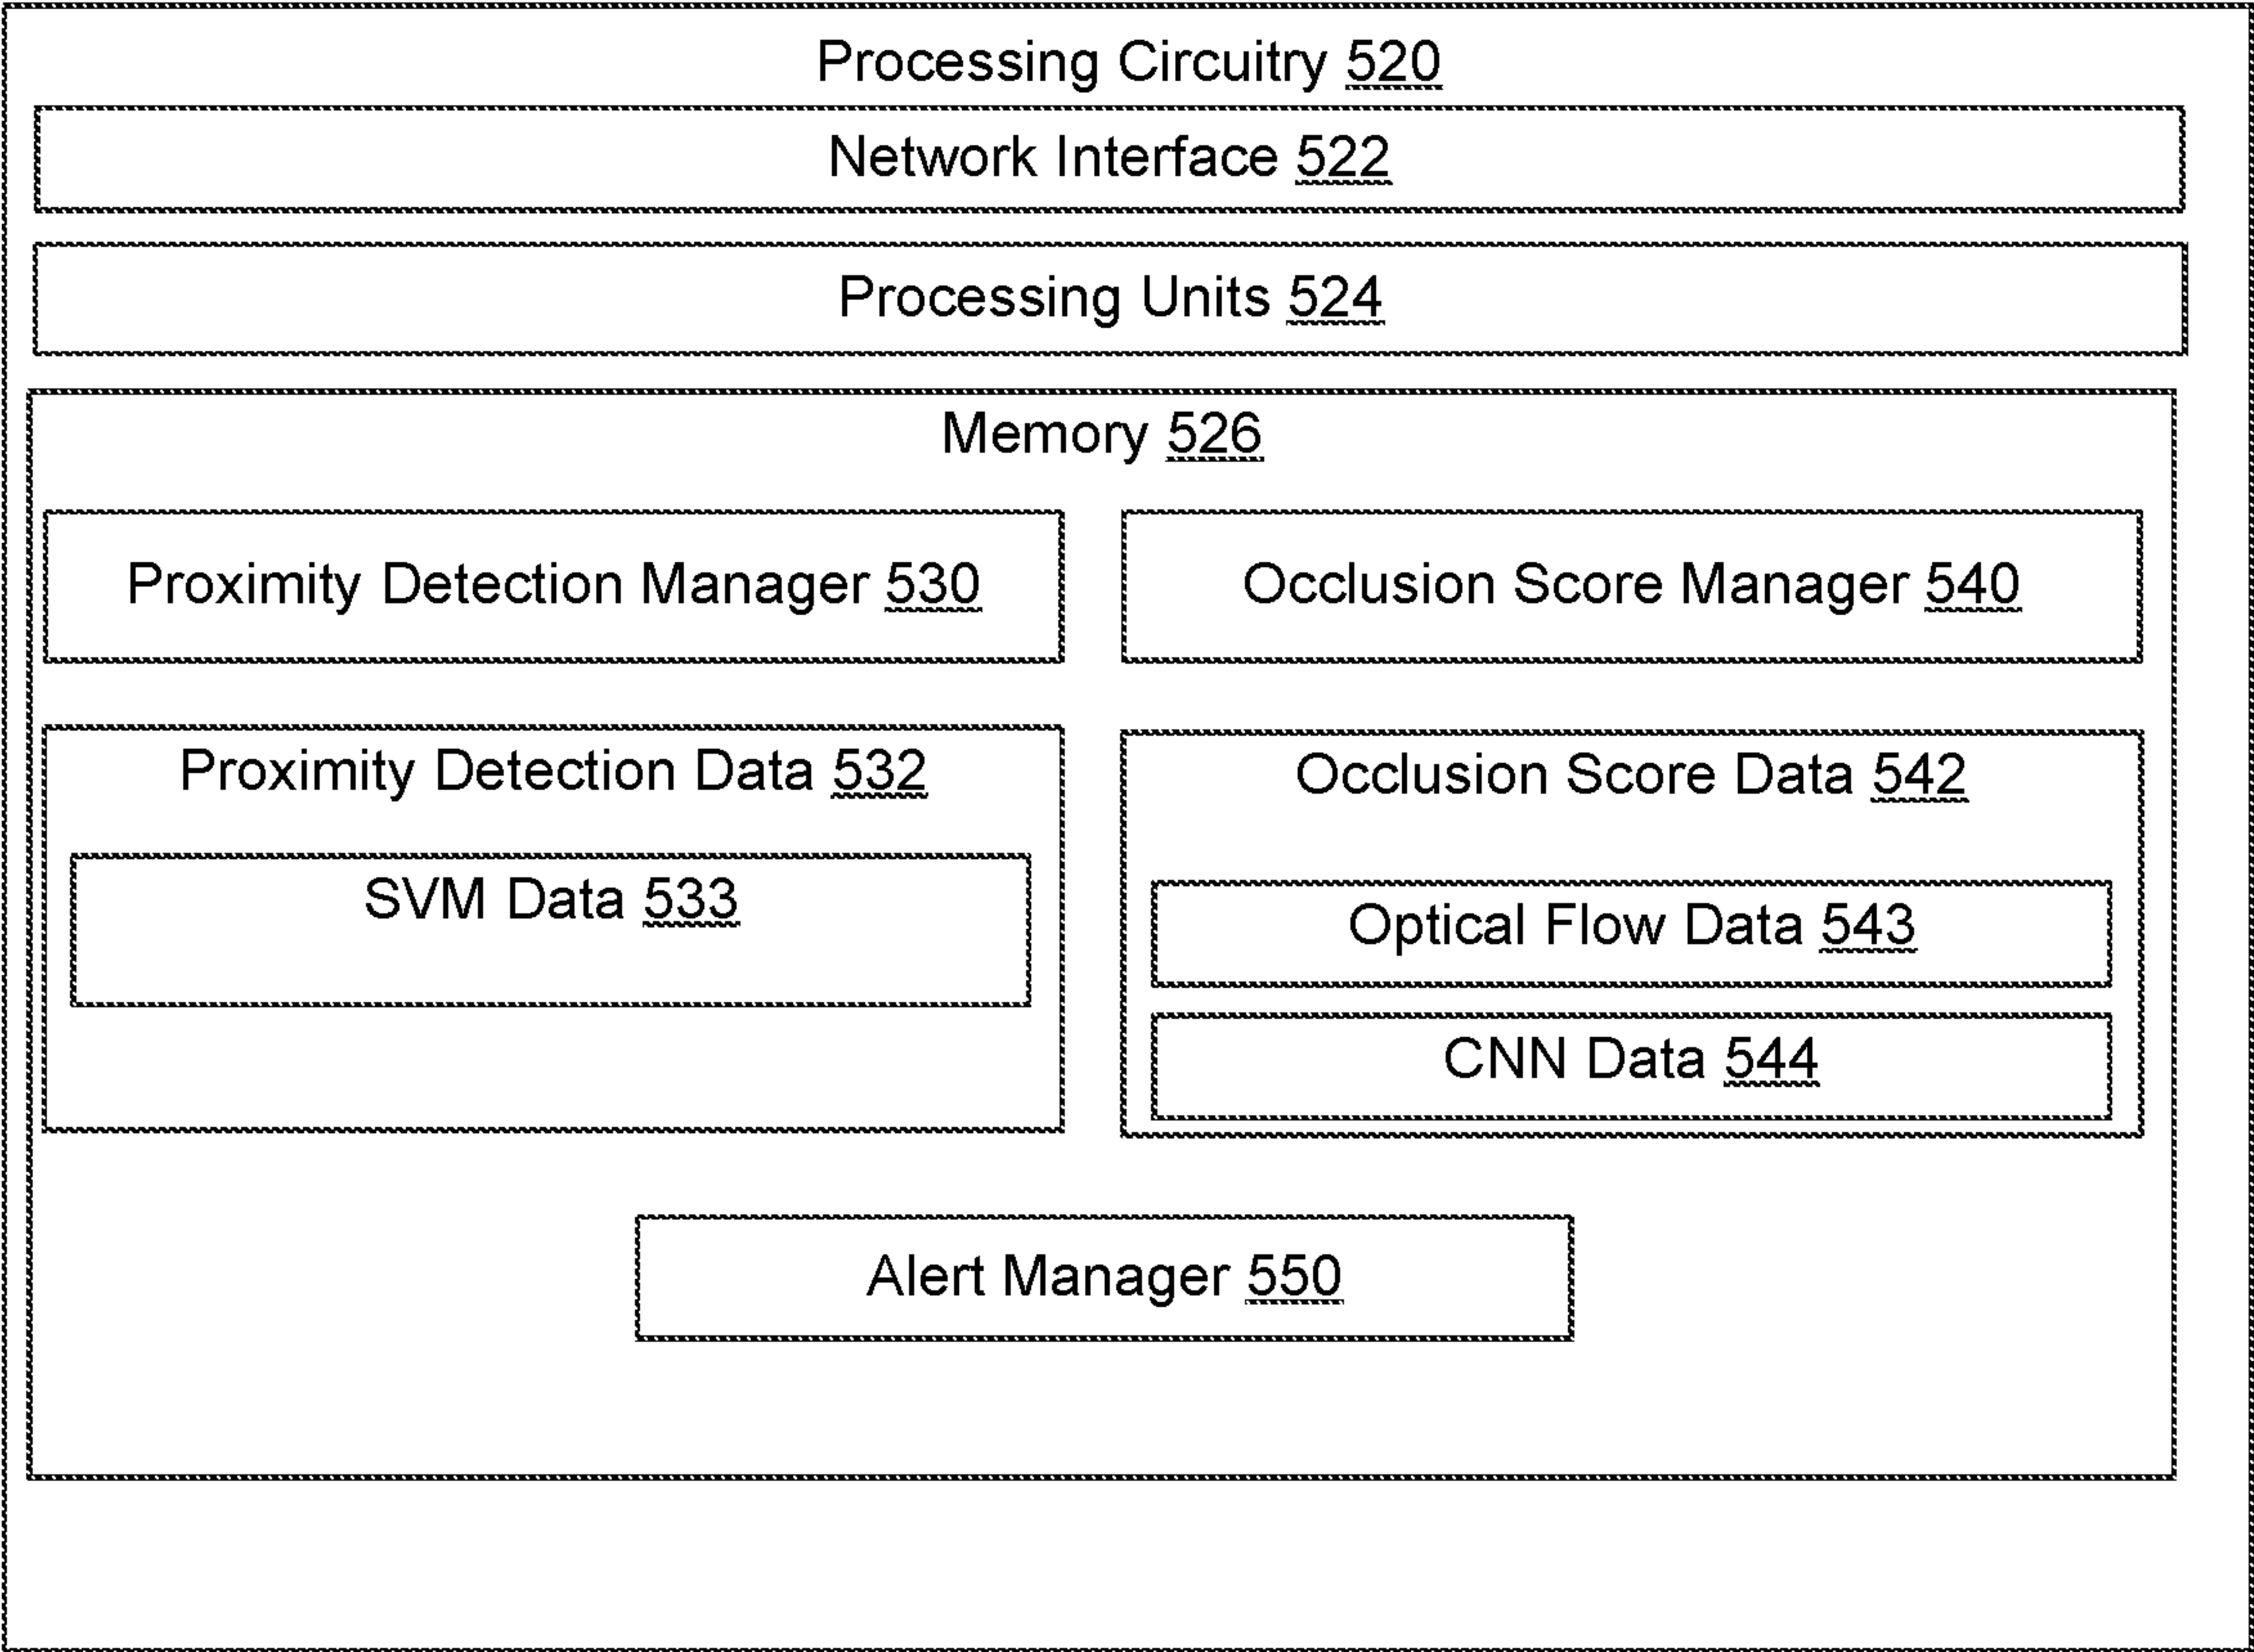 Processing Circuitry 520
Network Interface 522
Processing Units 524
Memory 526
Proximity Detection Manager 530
Occlusion Score Manager 540
Proximity Detection Data 532
SVM Data 533
Occlusion Score Data 542
Optical Flow Data 543
CNN Data 544
Alert Manager 550